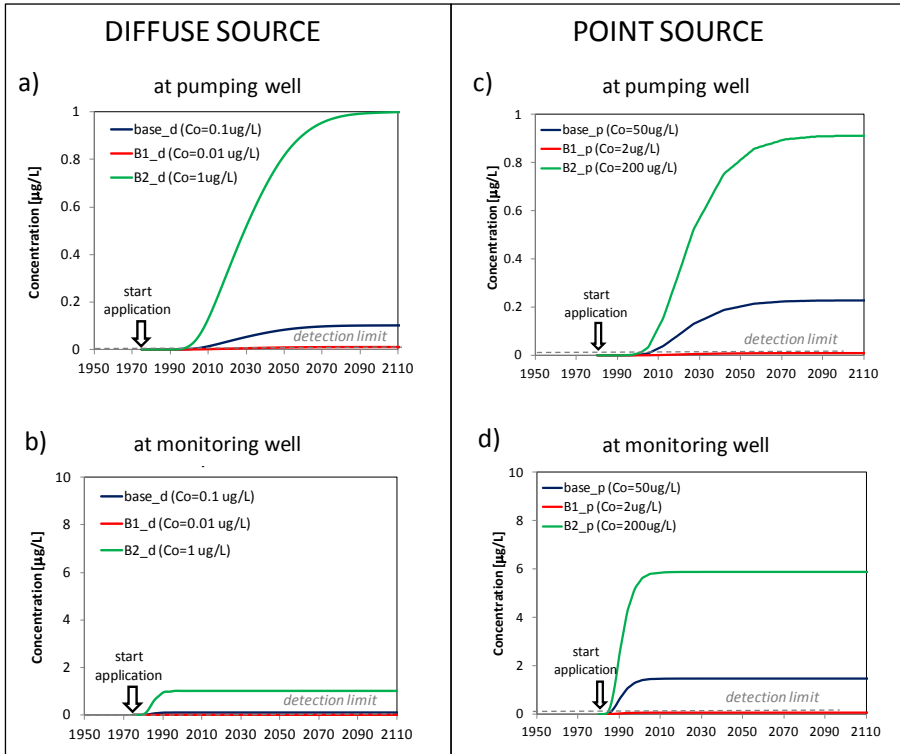 DIFFUSE SOURCE
a)
at pumping well
base_d (Co=0.1ug/L)
B1_d (Co=0.01 ug/L)
B2_d (Co=1ug/L)
Concentration [µg/L]
1
0.8
0.6
0.4
0.2
0
start
application
detection limit
1950 1970 1990 2010 2030 2050 2070 2090 2110
b)
at monitoring well
base_d (Co=0.1 ug/L)
B1_d (Co=0.01 ug/L)
B2_d (Co=1 ug/L)
Concentration [µg/L]
10
8
6
4
2
0
start
application
detection limit
1950 1970 1990 2010 2030 2050 2070 2090 2110
POINT SOURCE
c)
at pumping well
base_p (Co=50ug/L)
B1_p (Co=2ug/L)
B2_p (Co=200 ug/L)
Concentration [µg/L]
1
0.8
0.6
0.4
0.2
0
start
application
detection limit
1950 1970 1990 2010 2030 2050 2070 2090 2110
d)
at monitoring well
base_p (Co=50ug/L)
B1_p (Co=2ug/L)
B2_p (Co=200ug/L)
Concentration [µg/L]
10
8
6
4
2
0
start
application
detection limit
1950 1970 1990 2010 2030 2050 2070 2090 2110